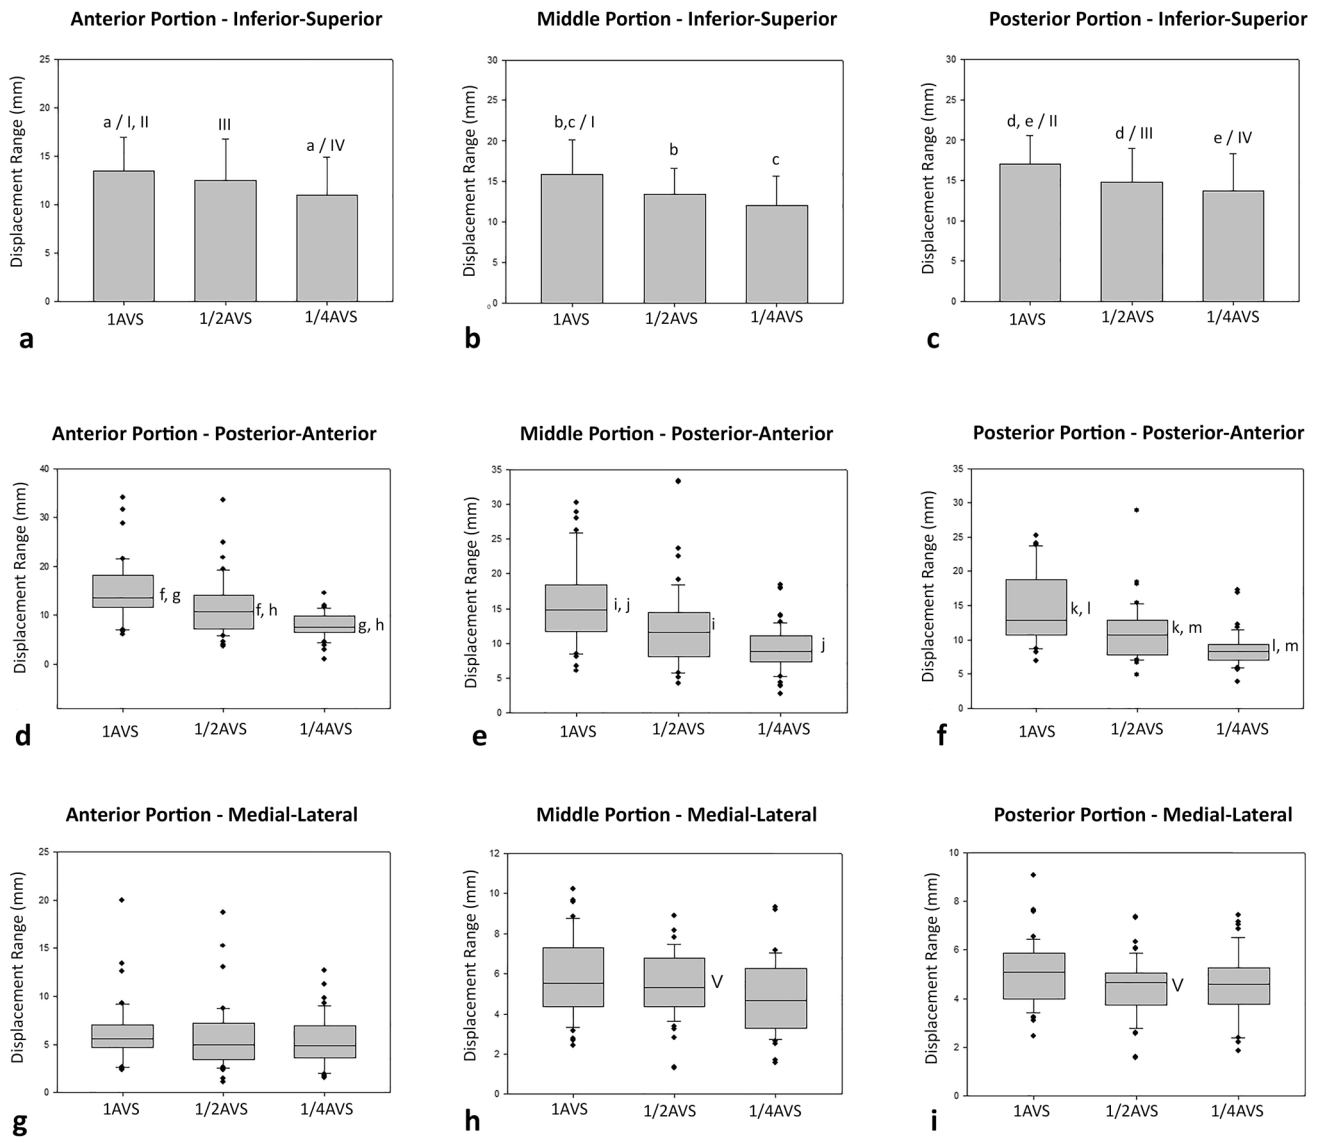 Anterior Portion - Inferior-Superior
Displacement Range (mm)
25
20
15
10
5
0
a / I, II
III
a / IV
1AVS
1/2AVS
1/4AVS
a
Middle Portion - Inferior-Superior
Displacement Range (mm)
30
25
20
15
10
5
0
0
b,c / I
b
c
1AVS
1/2AVS
1/4AVS
b
Posterior Portion - Inferior-Superior
Displacement Range (mm)
30
25
20
15
10
5
0
d, e / II
d / III
e / IV
1AVS
1/2AVS
1/4AVS
c
Anterior Portion - Posterior-Anterior
Displacement Range (mm)
40
30
20
10
0
f, g
f, h
g, h
1AVS
1/2AVS
1/4AVS
d
Middle Portion - Posterior-Anterior
Displacement Range (mm)
35
30
25
20
15
10
5
0
i, j
i
j
1AVS
1/2AVS
1/4AVS
e
Posterior Portion - Posterior-Anterior
Displacement Range (mm)
35
30
25
20
15
10
5
0
k, l
k, m
l, m
1AVS
1/2AVS
1/4AVS
f
Anterior Portion - Medial-Lateral
Displacement Range (mm)
25
20
15
10
5
0
1AVS
1/2AVS
1/4AVS
g
Middle Portion - Medial-Lateral
Displacement Range (mm)
12
10
8
6
4
2
0
V
1AVS
1/2AVS
1/4AVS
h
Posterior Portion - Medial-Lateral
Displacement Range (mm)
10
8
6
4
2
0
V
1AVS
1/2AVS
1/4AVS
i